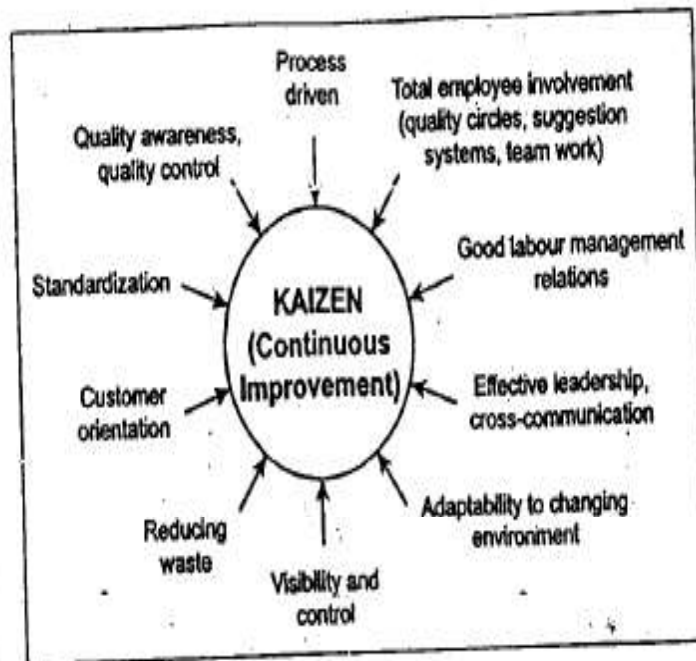 Process
driven
Total employee involvement
(quality circles, suggestion
systems, team work)
Good labour management
relations
Effective leadership,
cross-communication
Adaptability to changing
environment
Visibility and
control
Reducing
waste
Customer
orientation
Standardization
Quality awareness,
quality control
KAIZEN
(Continuous
Improvement)